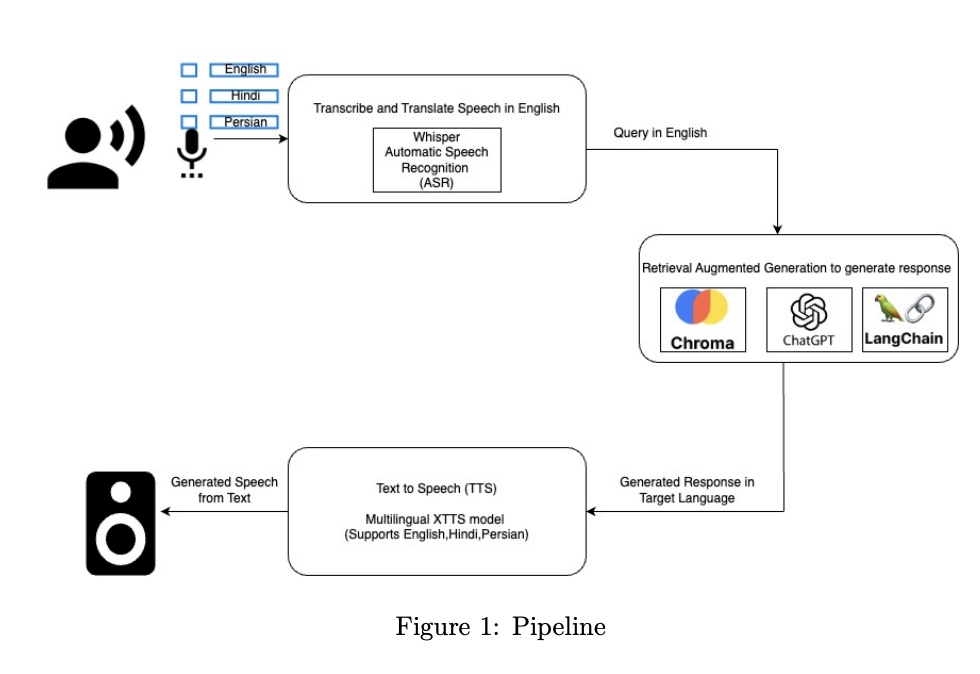 English
Hindi
Persian
Transcribe and Translate Speech in English
Whisper
Automatic Speech
Recognition
(ASR)
Query in English
Retrieval Augmented Generation to generate response
Chroma
ChatGPT
LangChain
Generated Response in
Target Language
Text to Speech (TTS)
Multilingual XTTS model
(Supports English,Hindi,Persian)
Generated Speech
from Text
Figure 1: Pipeline